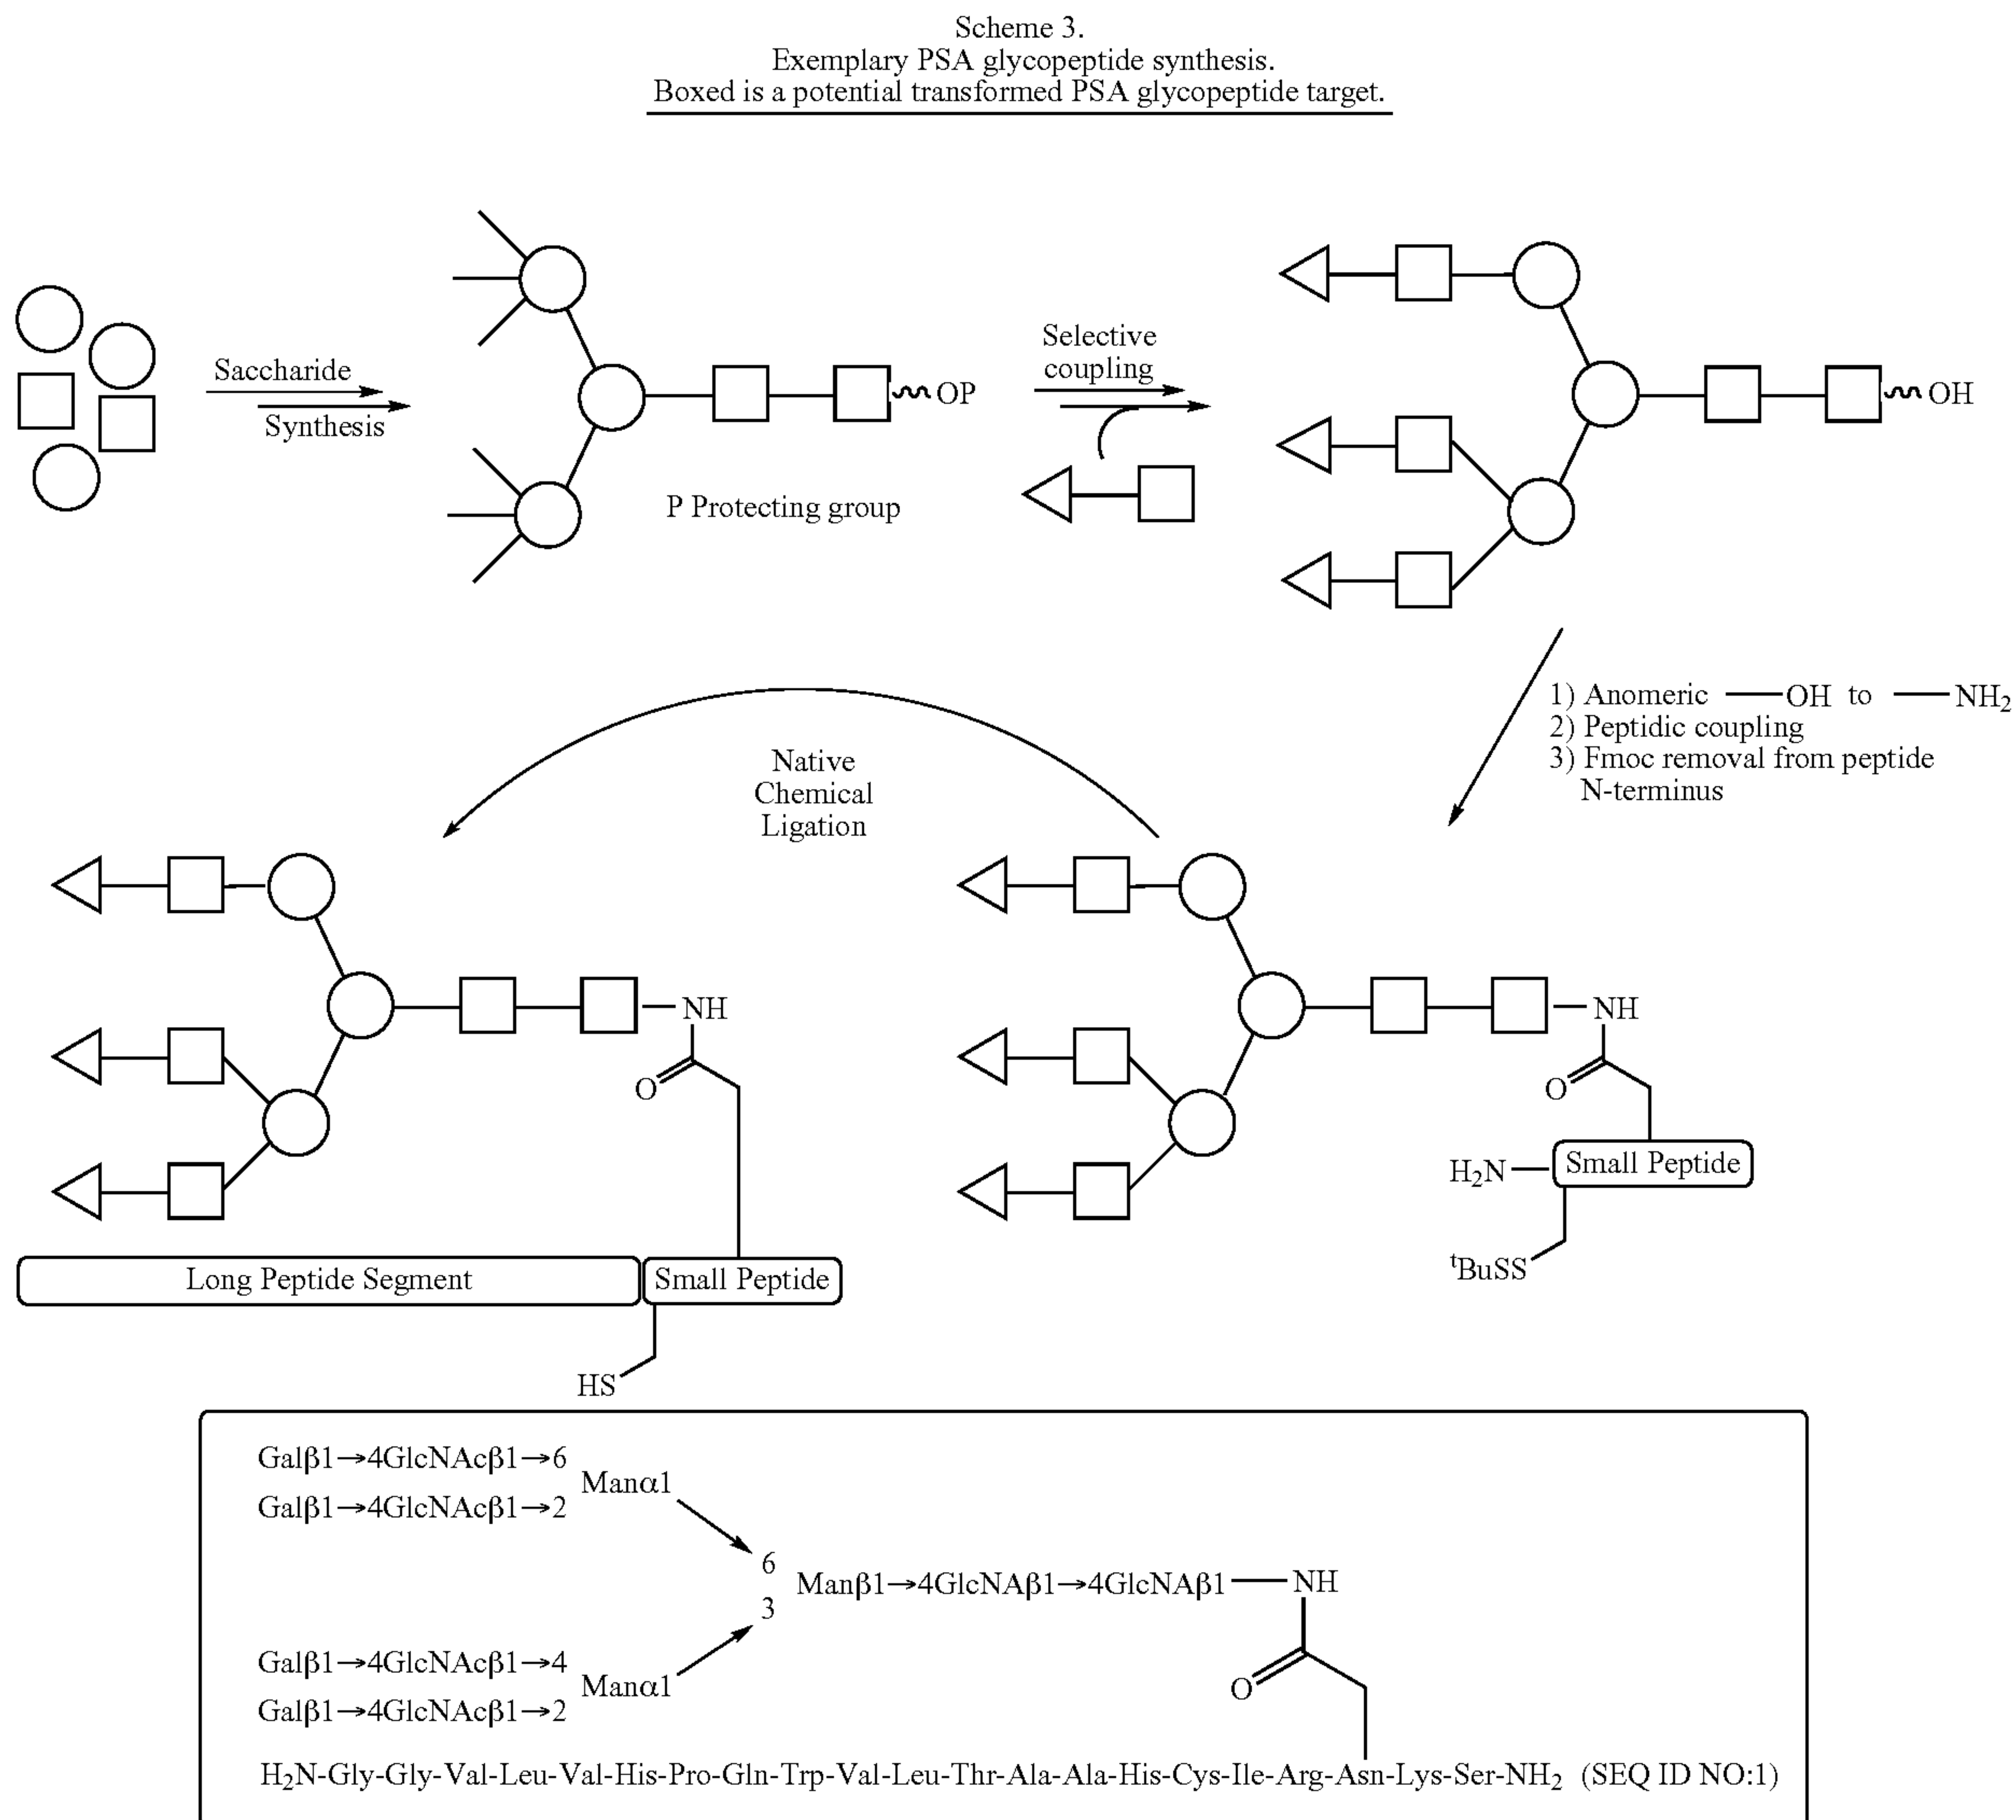 Scheme 3.
Exemplary PSA glycopeptide synthesis.
Boxed is a potential transformed PSA glycopeptide target.
Saccharide
Synthesis
OP
P Protecting group
Selective
coupling
OH
1) Anomeric —OH to —NH₂
2) Peptidic coupling
3) Fmoc removal from peptide
N-terminus
Native
Chemical
Ligation
NH
O
Long Peptide Segment
Small Peptide
HS
NH
O
H₂N
Small Peptide
ᵗBuSS
Galβ1→4GlcNAcβ1→6
Manα1
Galβ1→4GlcNAcβ1→2
6
Manβ1→4GlcNAβ1→4GlcNAβ1—NH
3
Galβ1→4GlcNAcβ1→4
Manα1
Galβ1→4GlcNAcβ1→2
O
H₂N-Gly-Gly-Val-Leu-Val-His-Pro-Gln-Trp-Val-Leu-Thr-Ala-Ala-His-Cys-Ile-Arg-Asn-Lys-Ser-NH₂ (SEQ ID NO:1)